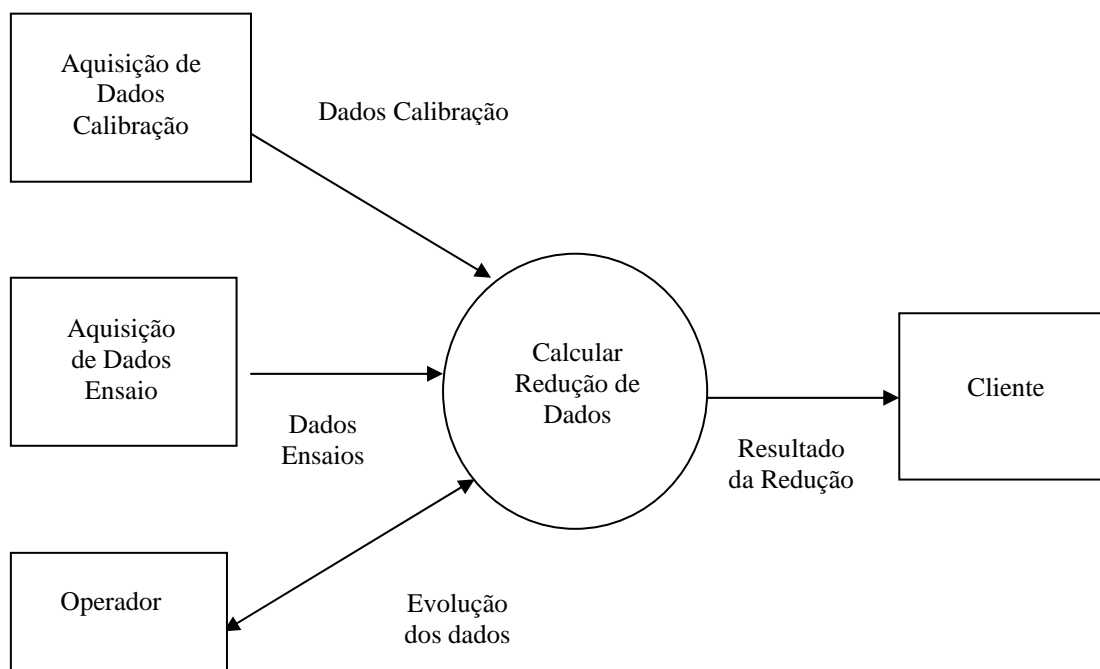 Aquisição de
Dados
Calibração
Dados Calibração
Aquisição
de Dados
Ensaio
Dados
Ensaios
Calcular
Redução de
Dados
Cliente
Resultado
da Redução
Operador
Evolução
dos dados